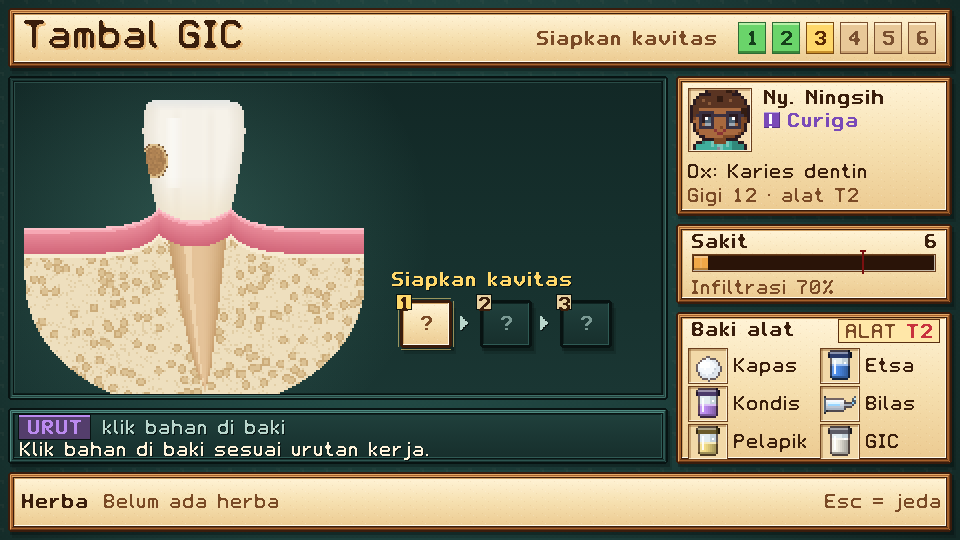 Tambal GIC
Siapkan kavitas 1 2 3 4 5 6
Ny. Ningsih
Curiga
Dx: Karies dentin
Gigi 12 · alat T2
Sakit 6
Infiltrasi 70%
Siapkan kavitas
1 2 3
? ? ?
Baki alat ALAT T2
Kapas Etsa
Kondis Bilas
Pelapik GIC
URUT klik bahan di baki
Klik bahan di baki sesuai urutan kerja.
Herba Belum ada herba Esc = jeda